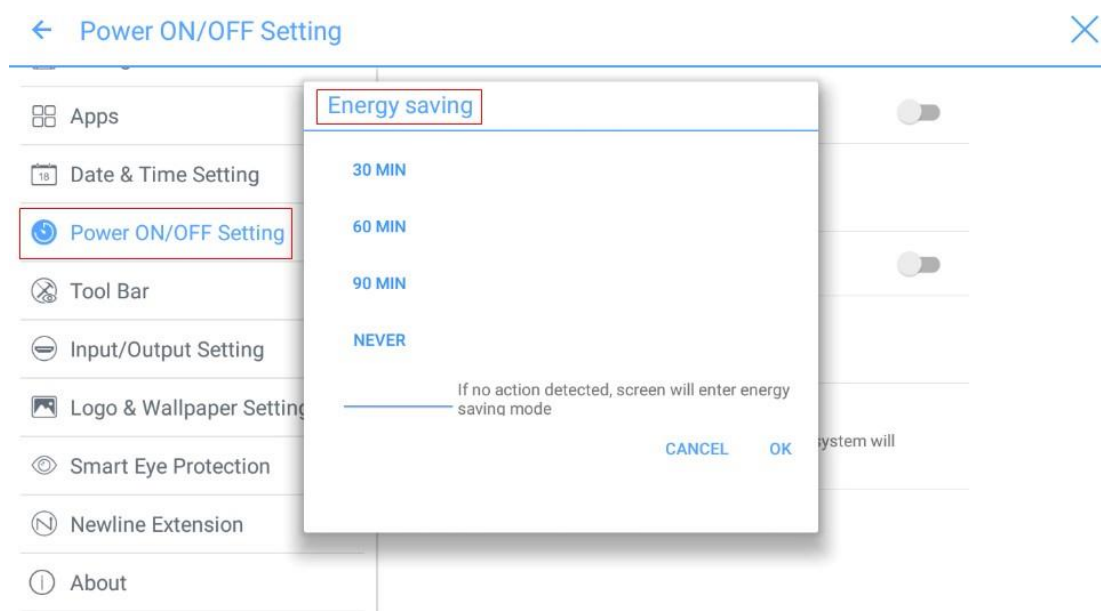 Power ON/OFF Setting
Apps
18
Date & Time Setting
Power ON/OFF Setting
Tool Bar
Input/Output Setting
Logo & Wallpaper Setting
Smart Eye Protection
Newline Extension
About
Energy saving
30 MIN
60 MIN
90 MIN
NEVER
If no action detected, screen will enter energy
saving mode
CANCEL OK
system will